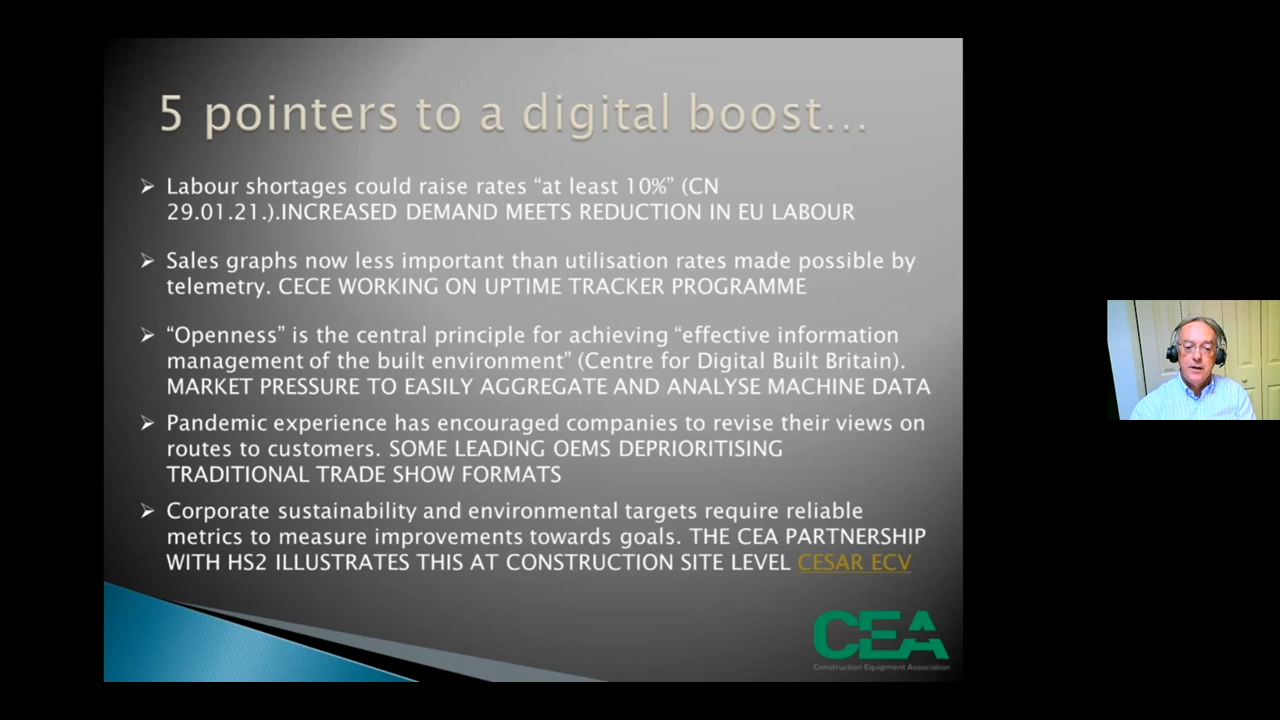 5 pointers to a digital boost...
➢ Labour shortages could raise rates “at least 10%” (CN
29.01.21.).INCREASED DEMAND MEETS REDUCTION IN EU LABOUR
➢ Sales graphs now less important than utilisation rates made possible by
telemetry. CECE WORKING ON UPTIME TRACKER PROGRAMME
➢ “Openness” is the central principle for achieving “effective information
management of the built environment” (Centre for Digital Built Britain).
MARKET PRESSURE TO EASILY AGGREGATE AND ANALYSE MACHINE DATA
➢ Pandemic experience has encouraged companies to revise their views on
routes to customers. SOME LEADING OEMS DEPRIORITISING
TRADITIONAL TRADE SHOW FORMATS
➢ Corporate sustainability and environmental targets require reliable
metrics to measure improvements towards goals. THE CEA PARTNERSHIP
WITH HS2 ILLUSTRATES THIS AT CONSTRUCTION SITE LEVEL CESAR ECV
CEA
Construction Equipment Association